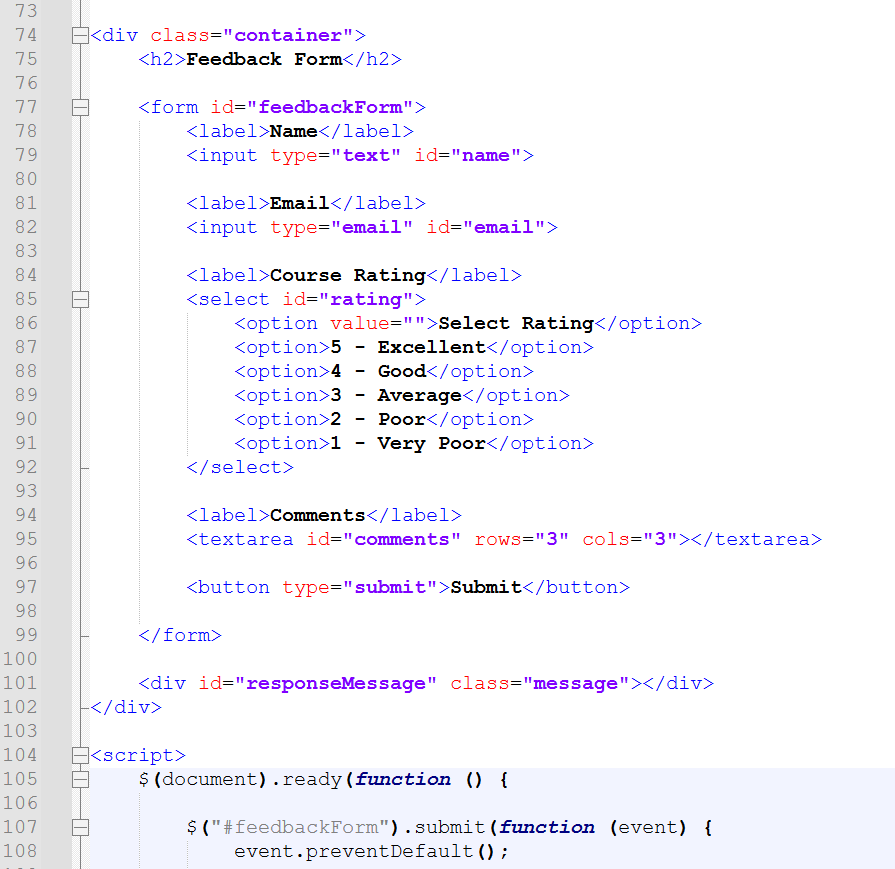 73
74 <div class="container">
75 <h2>Feedback Form</h2>
76
77 <form id="feedbackForm">
78 <label>Name</label>
79 <input type="text" id="name">
80
81 <label>Email</label>
82 <input type="email" id="email">
83
84 <label>Course Rating</label>
85 <select id="rating">
86 <option value="">Select Rating</option>
87 <option>5 - Excellent</option>
88 <option>4 - Good</option>
89 <option>3 - Average</option>
90 <option>2 - Poor</option>
91 <option>1 - Very Poor</option>
92 </select>
93
94 <label>Comments</label>
95 <textarea id="comments" rows="3" cols="3"></textarea>
96
97 <button type="submit">Submit</button>
98
99 </form>
100
101 <div id="responseMessage" class="message"></div>
102 </div>
103
104 <script>
105 $(document).ready(function () {
106
107 $("#feedbackForm").submit(function (event) {
108 event.preventDefault();